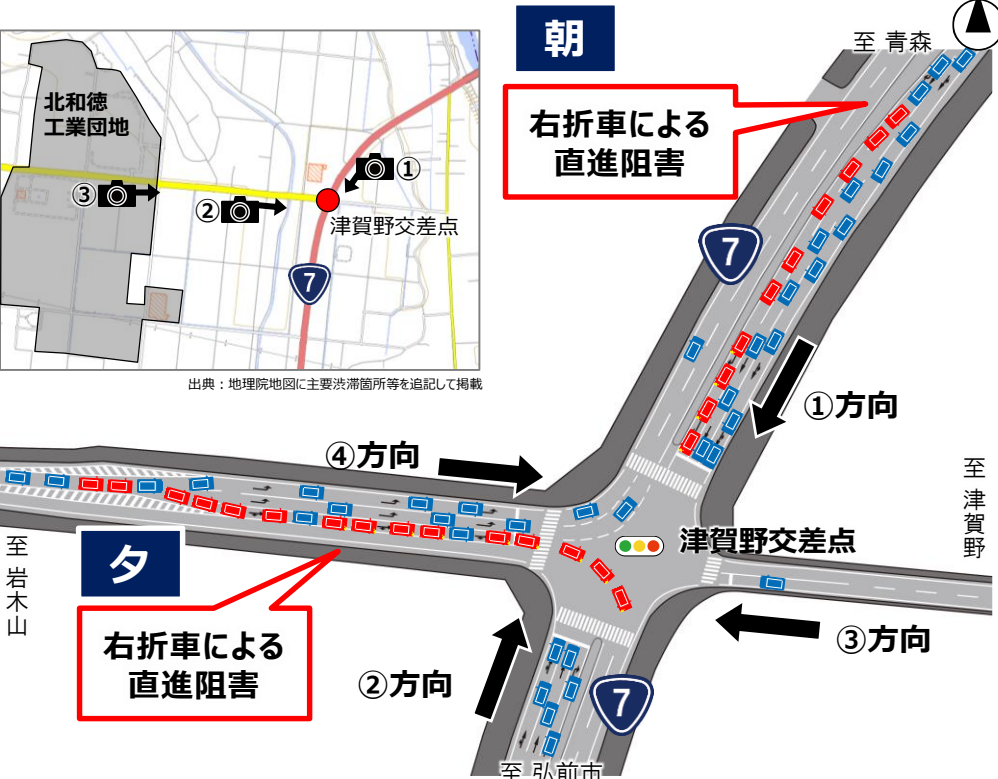 北和徳
工業団地
①
②
③
津賀野交差点
7
出典：地理院地図に主要渋滞箇所等を追記して掲載
朝
至 青森
右折車による
直進阻害
7
①方向
④方向
至 津賀野
津賀野交差点
至 岩木山
夕
右折車による
直進阻害
②方向
③方向
7
至 弘前市